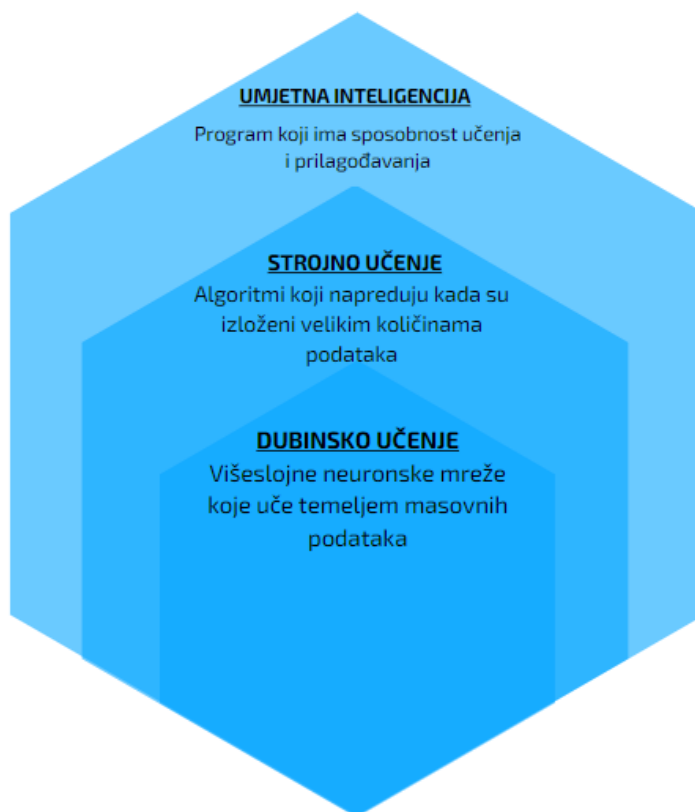 UMJETNA INTELIGENCIJA
Program koji ima sposobnost učenja
i prilagođavanja
STROJNO UČENJE
Algoritmi koji napreduju kada su
izloženi velikim količinama
podataka
DUBINSKO UČENJE
Višeslojne neuronske mreže
koje uče temeljem masovnih
podataka